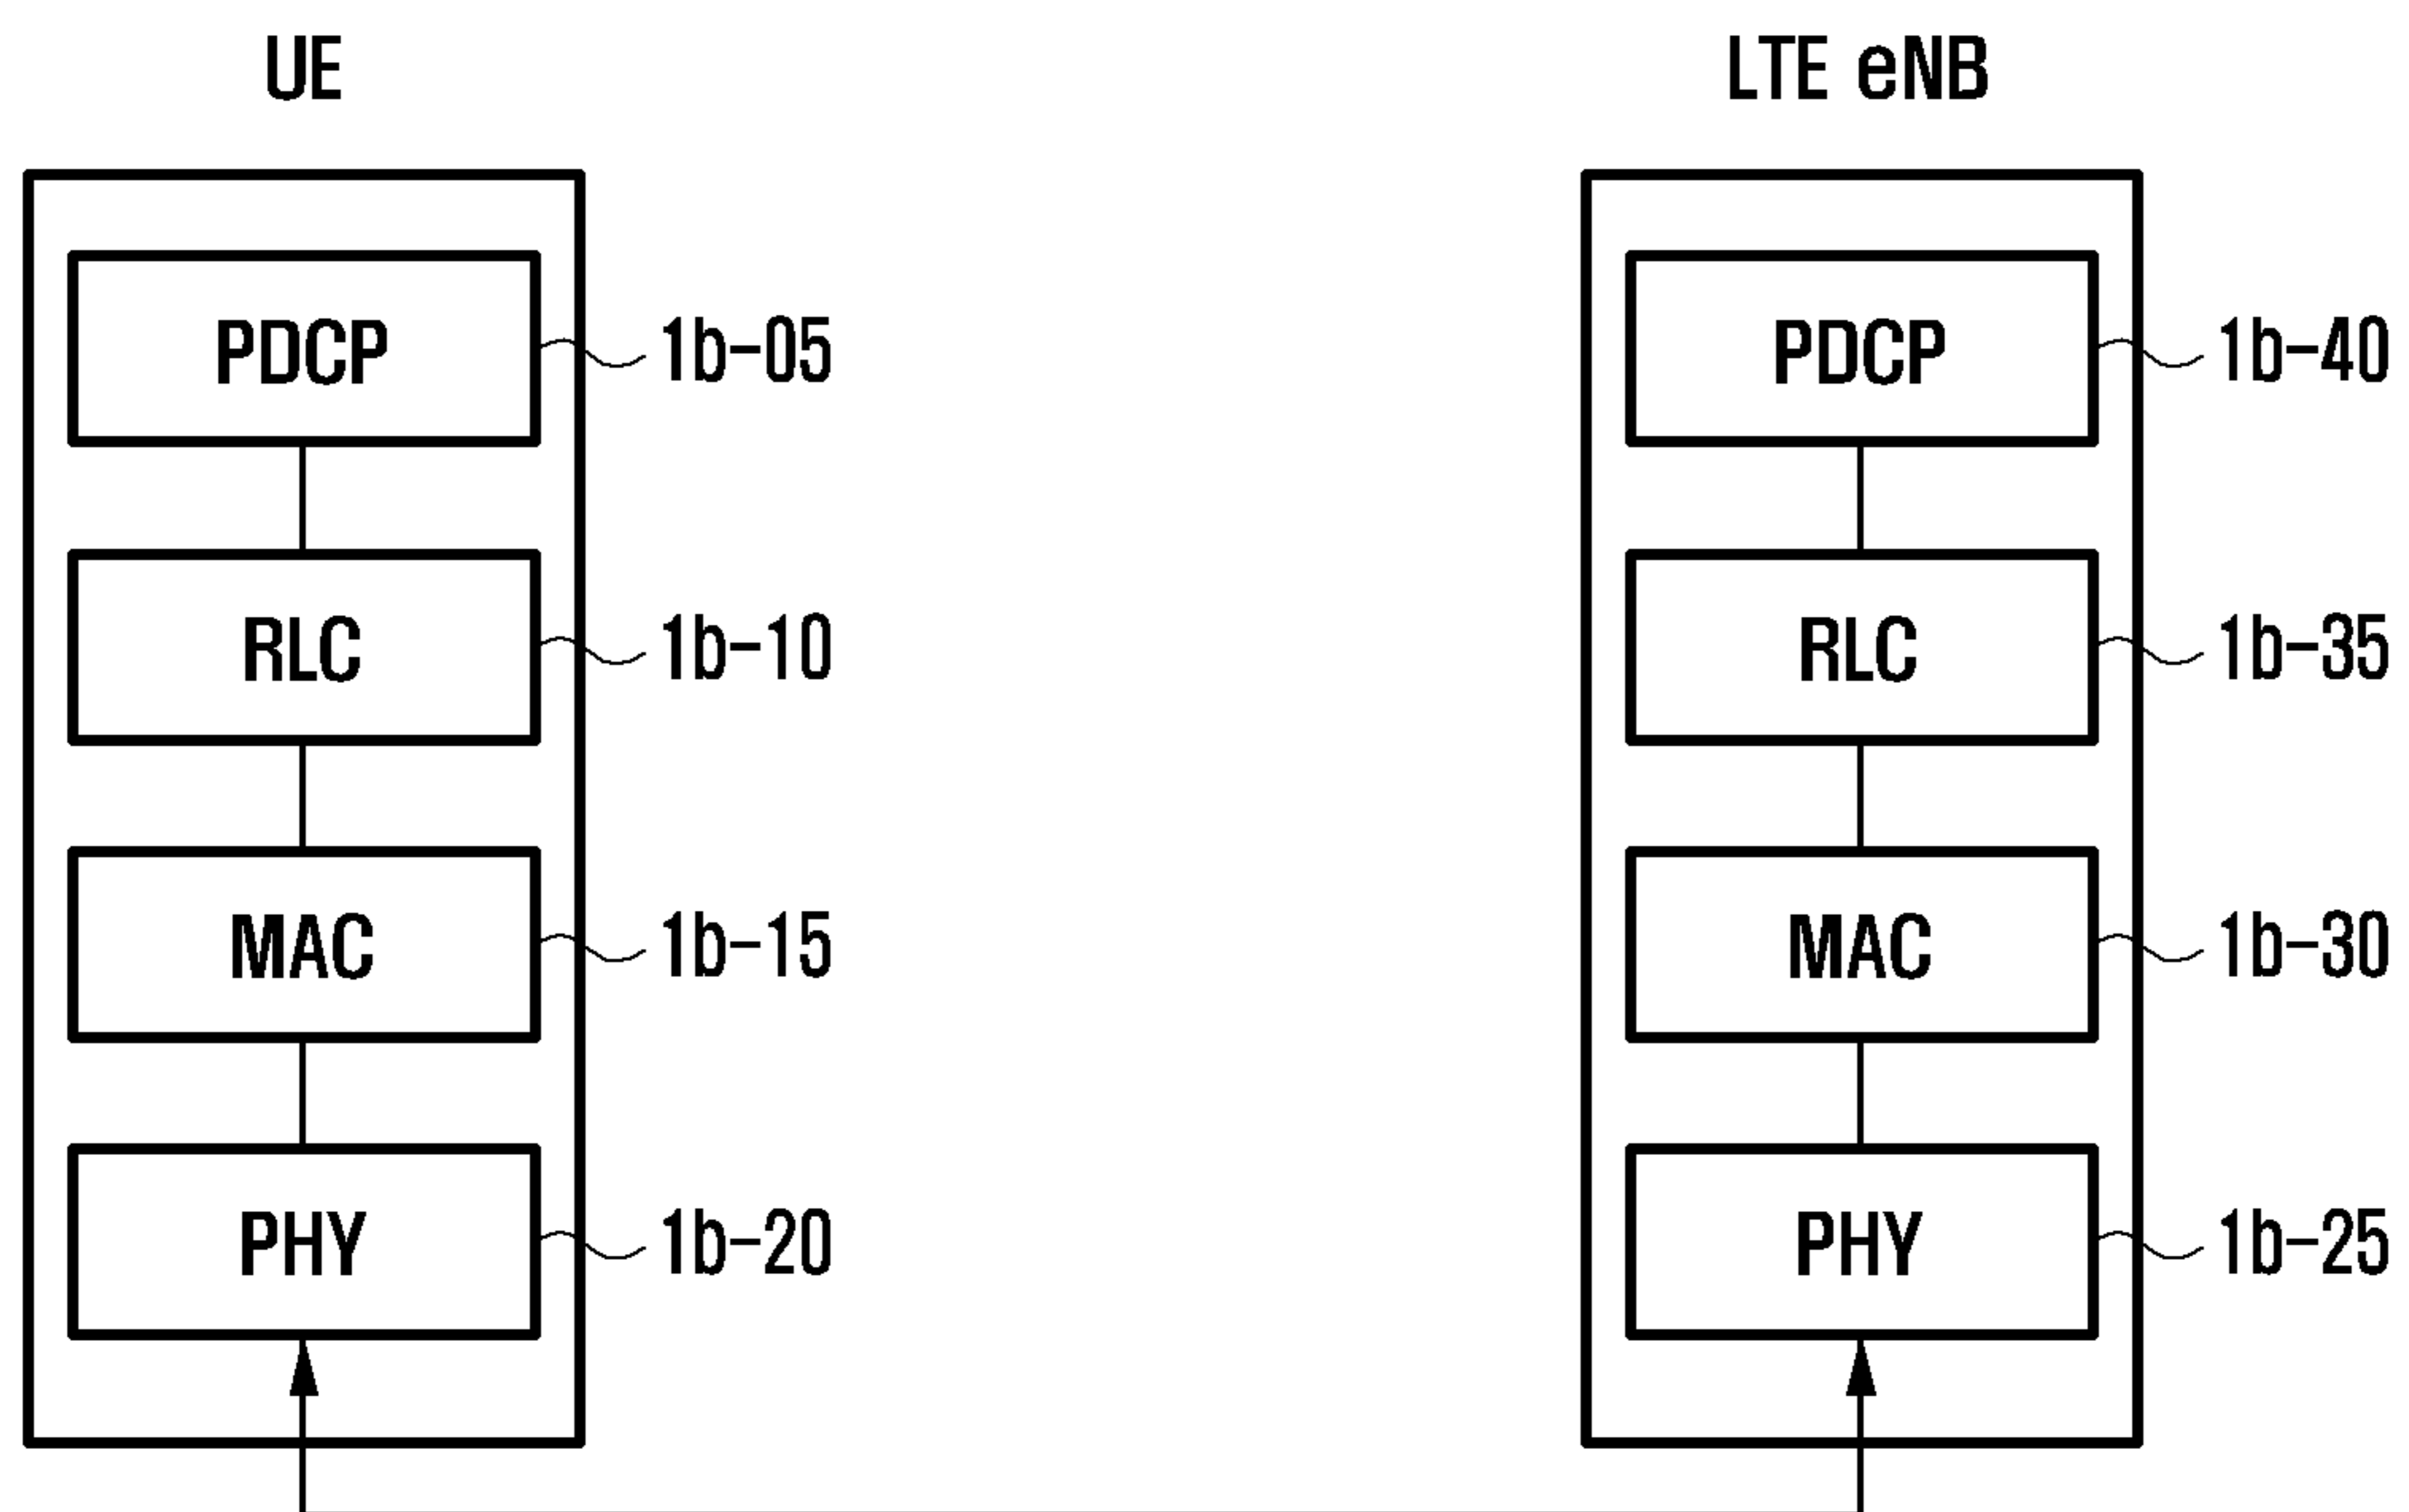 UE
LTE eNB
PDCP 1b-05
PDCP 1b-40
RLC 1b-10
RLC 1b-35
MAC 1b-15
MAC 1b-30
PHY 1b-20
PHY 1b-25